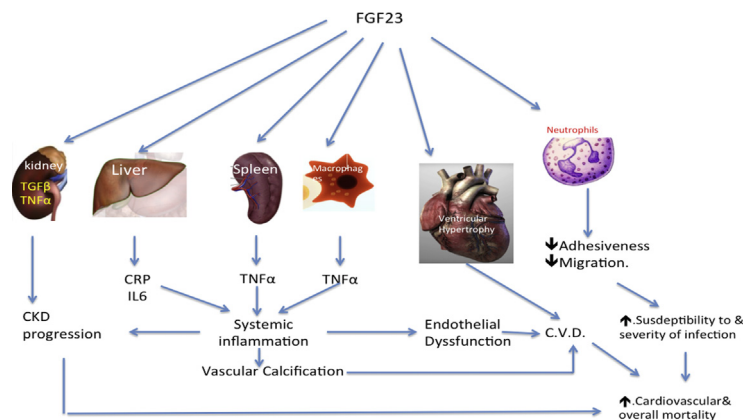 FGF23
Neutrophils
kidney
TGFβ
TNFα
Liver
Spleen
Macrophag
es
Ventricular
Hypertrophy
🡇Adhesiveness
🡇Migration.
CRP
IL6
TNFα
TNFα
CKD
progression
Systemic
inflammation
Endothelial
Dyssfunction
C.V.D.
🡅.Susdeptibility to &
severity of infection
Vascular Calcification
🡅.Cardiovascular&
overall mortality